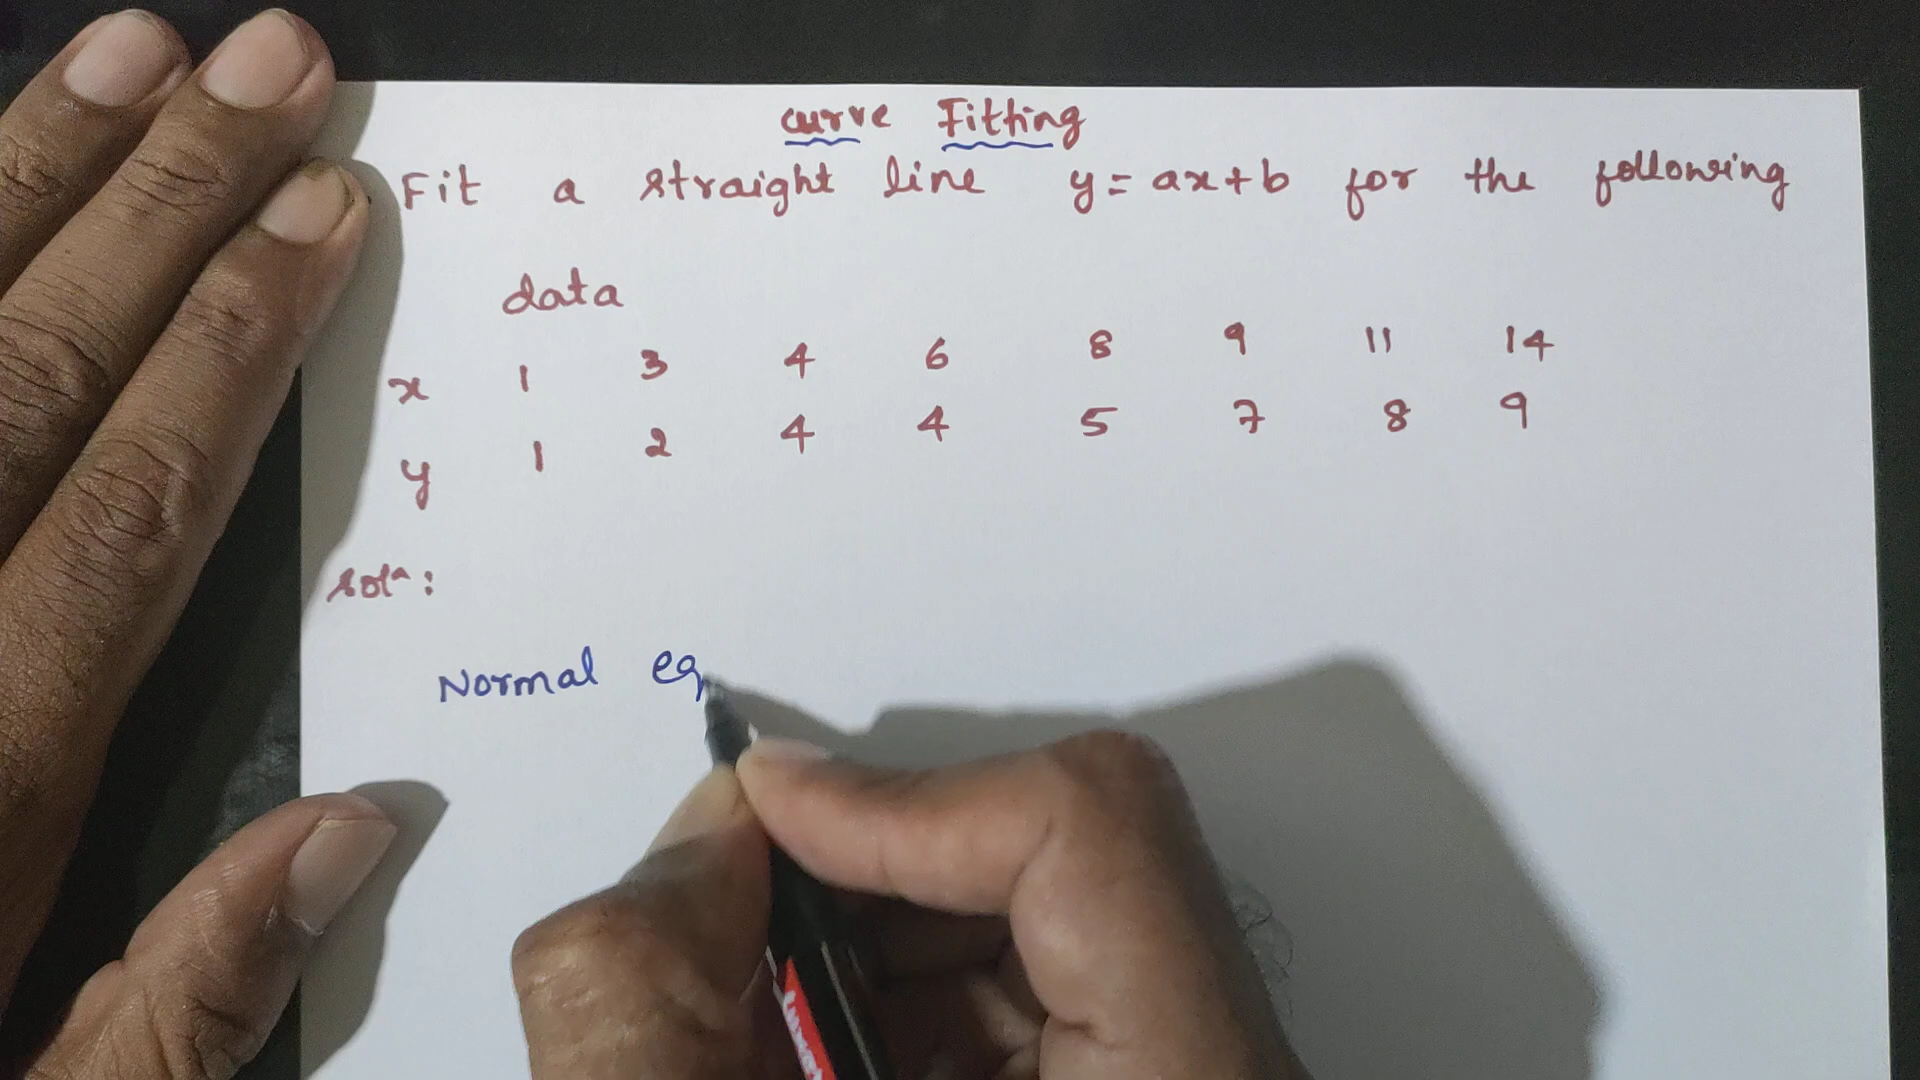 curve Fitting
Fit a straight line y = ax + b for the following
data
x 1 3 4 6 8 9 11 14
y 1 2 4 4 5 7 8 9
soln:
Normal eq